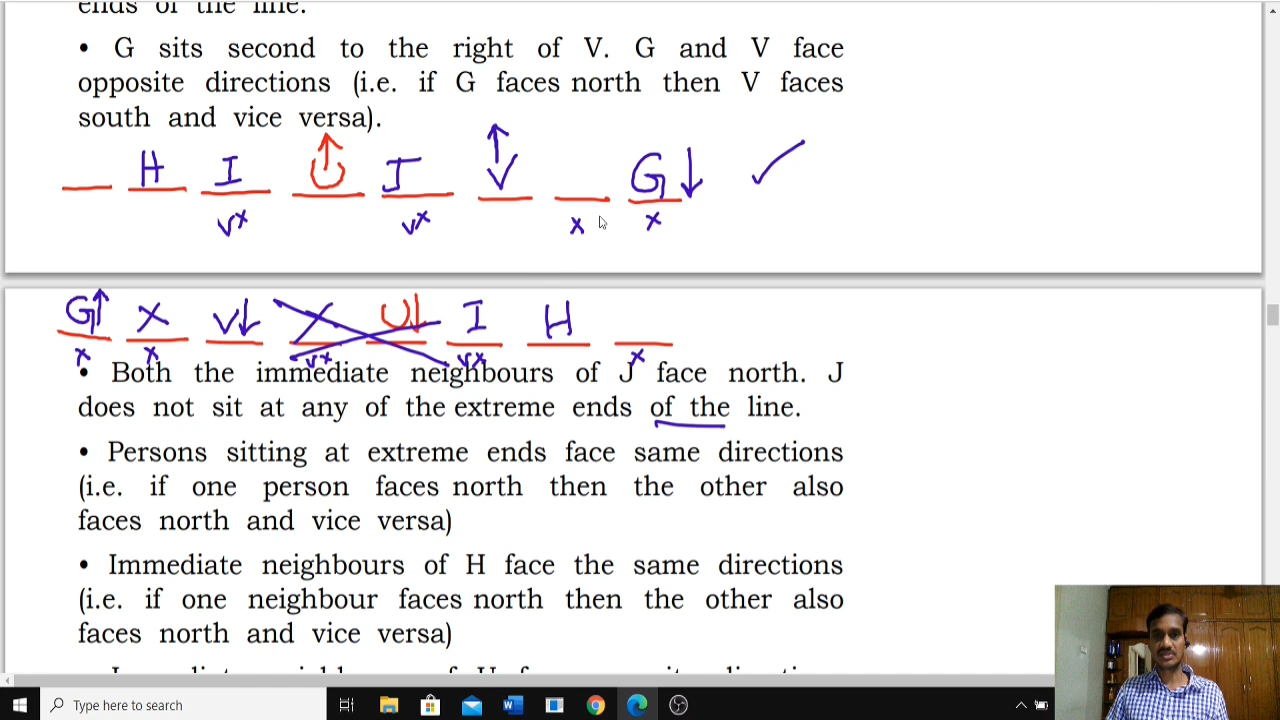 ends of the line.
• G sits second to the right of V. G and V face
opposite directions (i.e. if G faces north then V faces
south and vice versa).
H I U J V G
vx vx x x
G X V X U I H
x x vx vx x
• Both the immediate neighbours of J face north. J
does not sit at any of the extreme ends of the line.
• Persons sitting at extreme ends face same directions
(i.e. if one person faces north then the other also
faces north and vice versa)
• Immediate neighbours of H face the same directions
(i.e. if one neighbour faces north then the other also
faces north and vice versa)
Type here to search